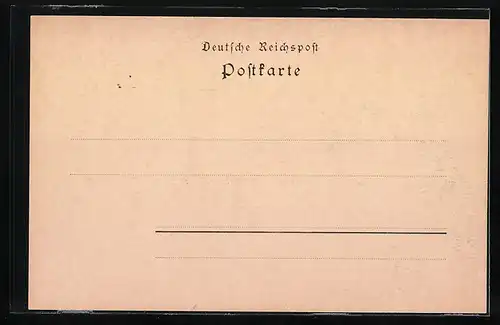 Deutsche Reichspost
Postkarte